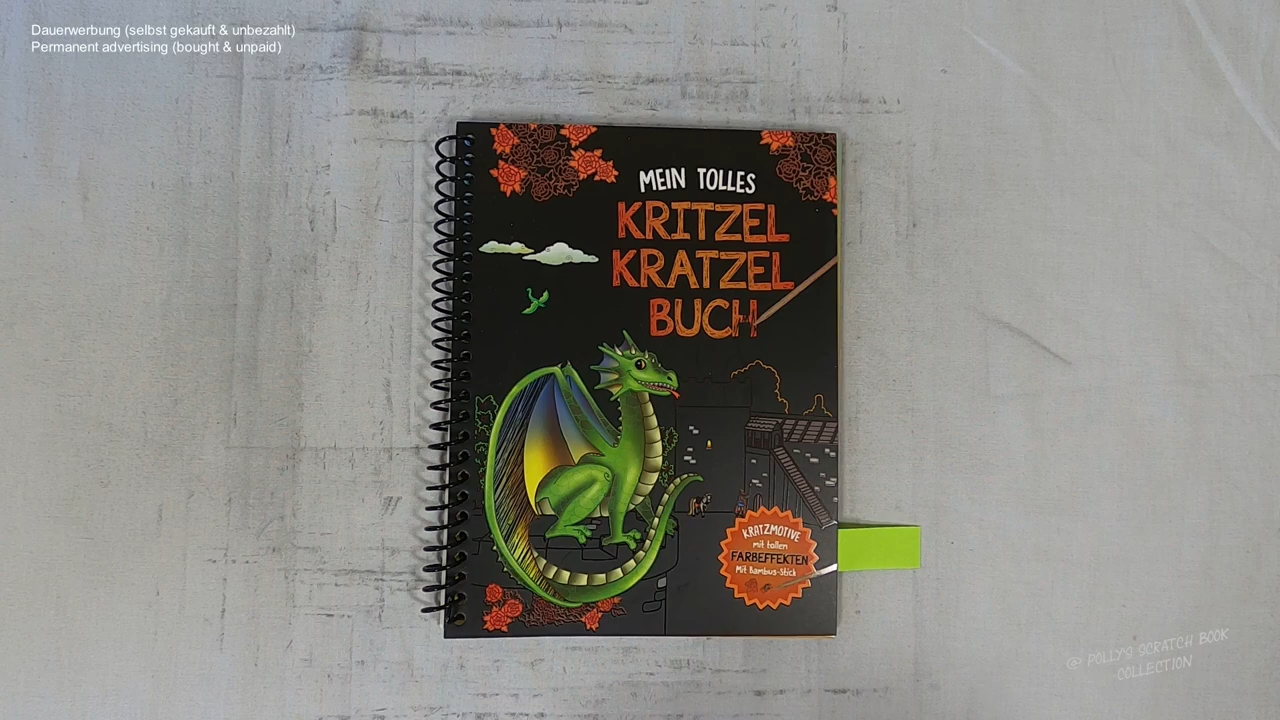 Dauerwerbung (selbst gekauft & unbezahlt)
Permanent advertising (bought & unpaid)
MEIN TOLLES
KRITZEL
KRATZEL
BUCH
KRATZMOTIVE
mit tollen
FARBEFFEKTEN
Mit Bambus-Stick
@ POLLY'S SCRATCH BOOK
COLLECTION